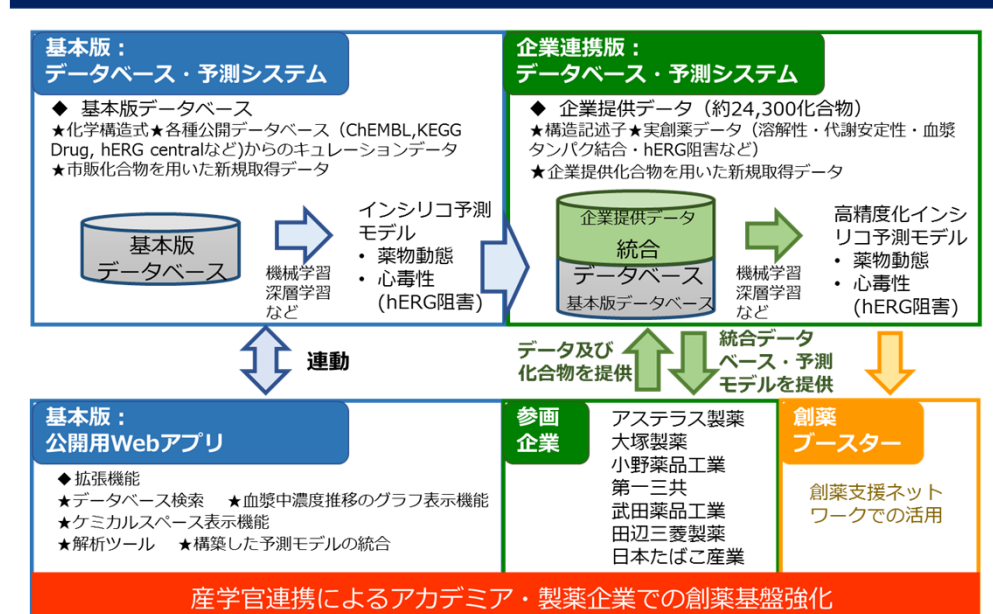 基本版：
データベース・予測システム
◆ 基本版データベース
★化学構造式★各種公開データベース（ChEMBL,KEGG
Drug, hERG centralなど)からのキュレーションデータ
★市販化合物を用いた新規取得データ
基本版
データベース
機械学習
深層学習
など
インシリコ予測
モデル
• 薬物動態
• 心毒性
(hERG阻害)
企業連携版：
データベース・予測システム
◆ 企業提供データ（約24,300化合物）
★構造記述子★実創薬データ（溶解性・代謝安定性・血漿
タンパク結合・hERG阻害など）
★企業提供化合物を用いた新規取得データ
企業提供データ
統合
データベース
基本版データベース
機械学習
深層学習
など
高精度化インシ
リコ予測モデル
• 薬物動態
• 心毒性
(hERG阻害)
連動
データ及び
化合物を提供
統合データ
ベース・予測
モデルを提供
基本版：
公開用Webアプリ
◆拡張機能
★データベース検索 ★血漿中濃度推移のグラフ表示機能
★ケミカルスペース表示機能
★解析ツール ★構築した予測モデルの統合
参画
企業
アステラス製薬
大塚製薬
小野薬品工業
第一三共
武田薬品工業
田辺三菱製薬
日本たばこ産業
創薬
ブースター
創薬支援ネット
ワークでの活用
産学官連携によるアカデミア・製薬企業での創薬基盤強化